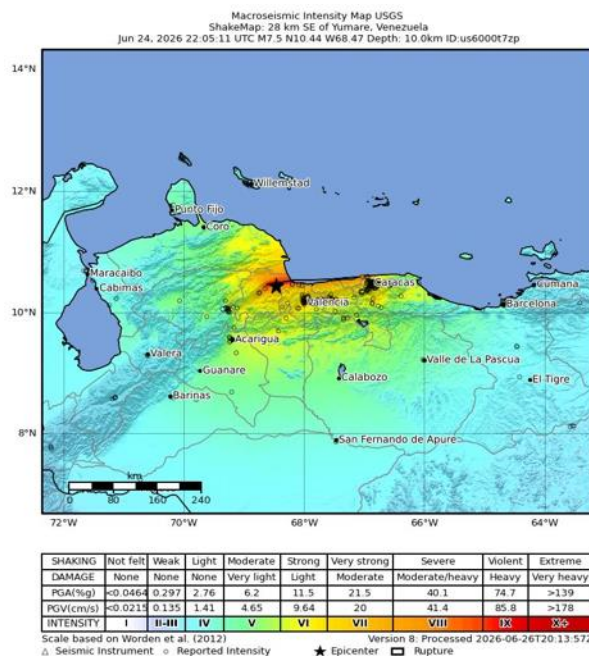 Macroseismic Intensity Map USGS
ShakeMap: 28 km SE of Yumare, Venezuela
Jun 24, 2026 22:05:11 UTC M7.5 N10.44 W68.47 Depth: 10.0km ID:us6000t7zp
14°N
12°N
Willemstad
Punto Fijo
Coro
Maracaibo
Cabimas
Caracas
Cumana
10°N
Valencia
Barcelona
Acarigua
Valera
Guanare
Valle de La Pascua
Calabozo
El Tigre
Barinas
8°N
San Fernando de Apure
km
0 80 160 240
72°W 70°W 68°W 66°W 64°W
SHAKING Not felt Weak Light Moderate Strong Very strong Severe Violent Extreme
DAMAGE None None None Very light Light Moderate Moderate/heavy Heavy Very heavy
PGA(%g) <0.0464 0.297 2.76 6.2 11.5 21.5 40.1 74.7 >139
PGV(cm/s) <0.0215 0.135 1.41 4.65 9.64 20 41.4 85.8 >178
INTENSITY I II-III IV V VI VII VIII IX X+
Scale based on Worden et al. (2012) Version 8: Processed 2026-06-26T20:13:57Z
△ Seismic Instrument ○ Reported Intensity ★ Epicenter Rupture